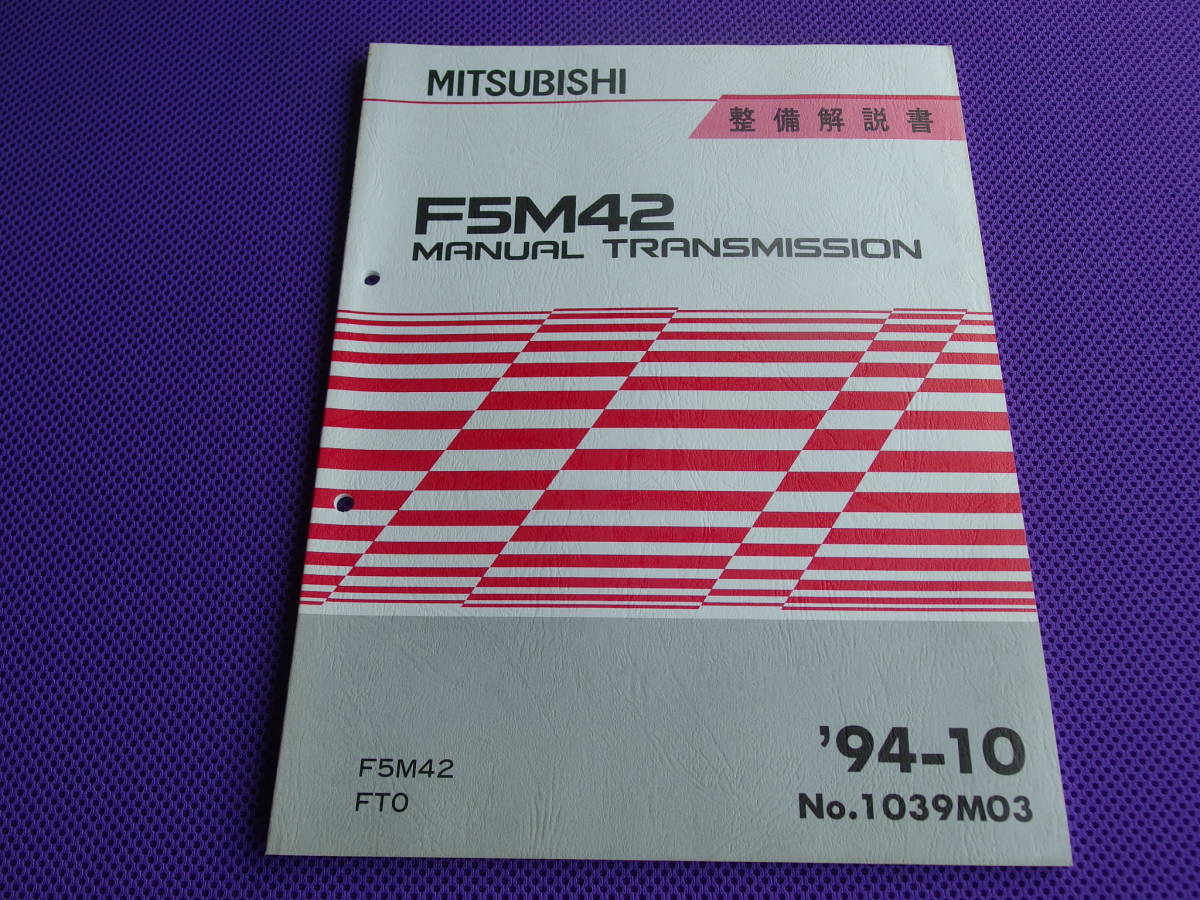 MITSUBISHI
整備解説書
F5M42
MANUAL TRANSMISSION
F5M42
FTO
'94-10
No.1039M03